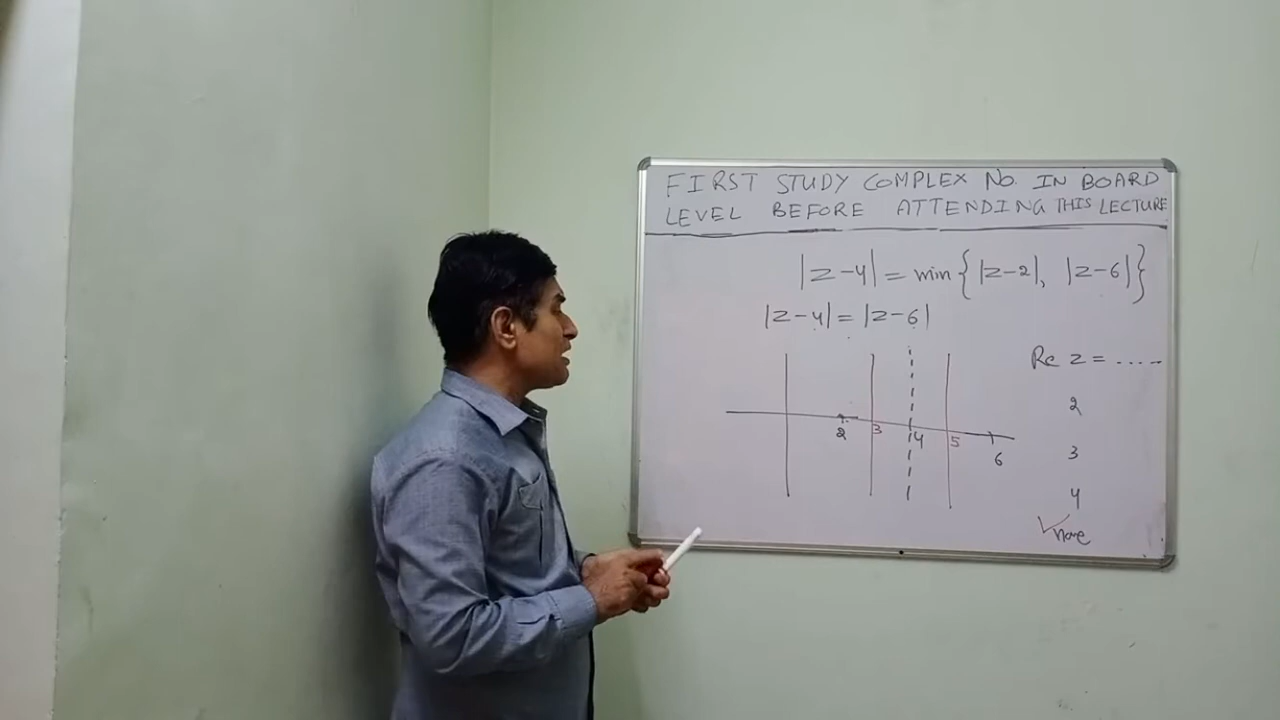 FIRST STUDY COMPLEX NO. IN BOARD
LEVEL BEFORE ATTENDING THIS LECTURE
|z-4| = min{|z-2|, |z-6|}
|z-4| = |z-6|
Re z = .....
2
3
4
none
2 3 4 5 6